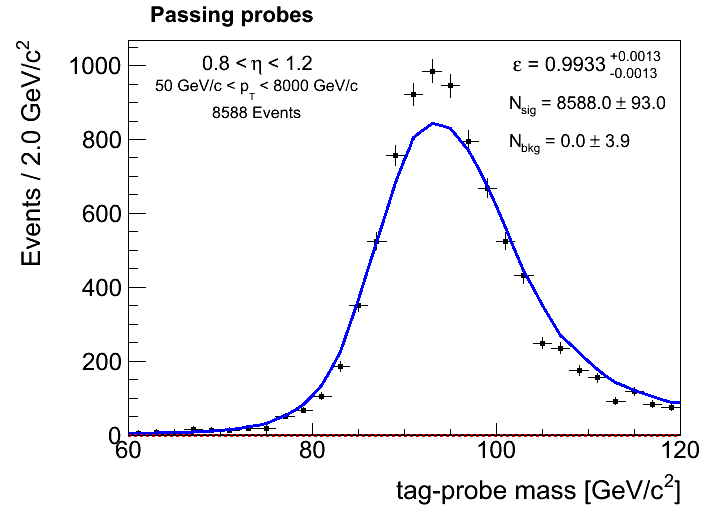 Passing probes
0.8 < η < 1.2
50 GeV/c < p_T < 8000 GeV/c
8588 Events
ε = 0.9933 +0.0013 -0.0013
N_sig = 8588.0 ± 93.0
N_bkg = 0.0 ± 3.9
Events / 2.0 GeV/c²
1000
800
600
400
200
0
60 80 100 120
tag-probe mass [GeV/c²]